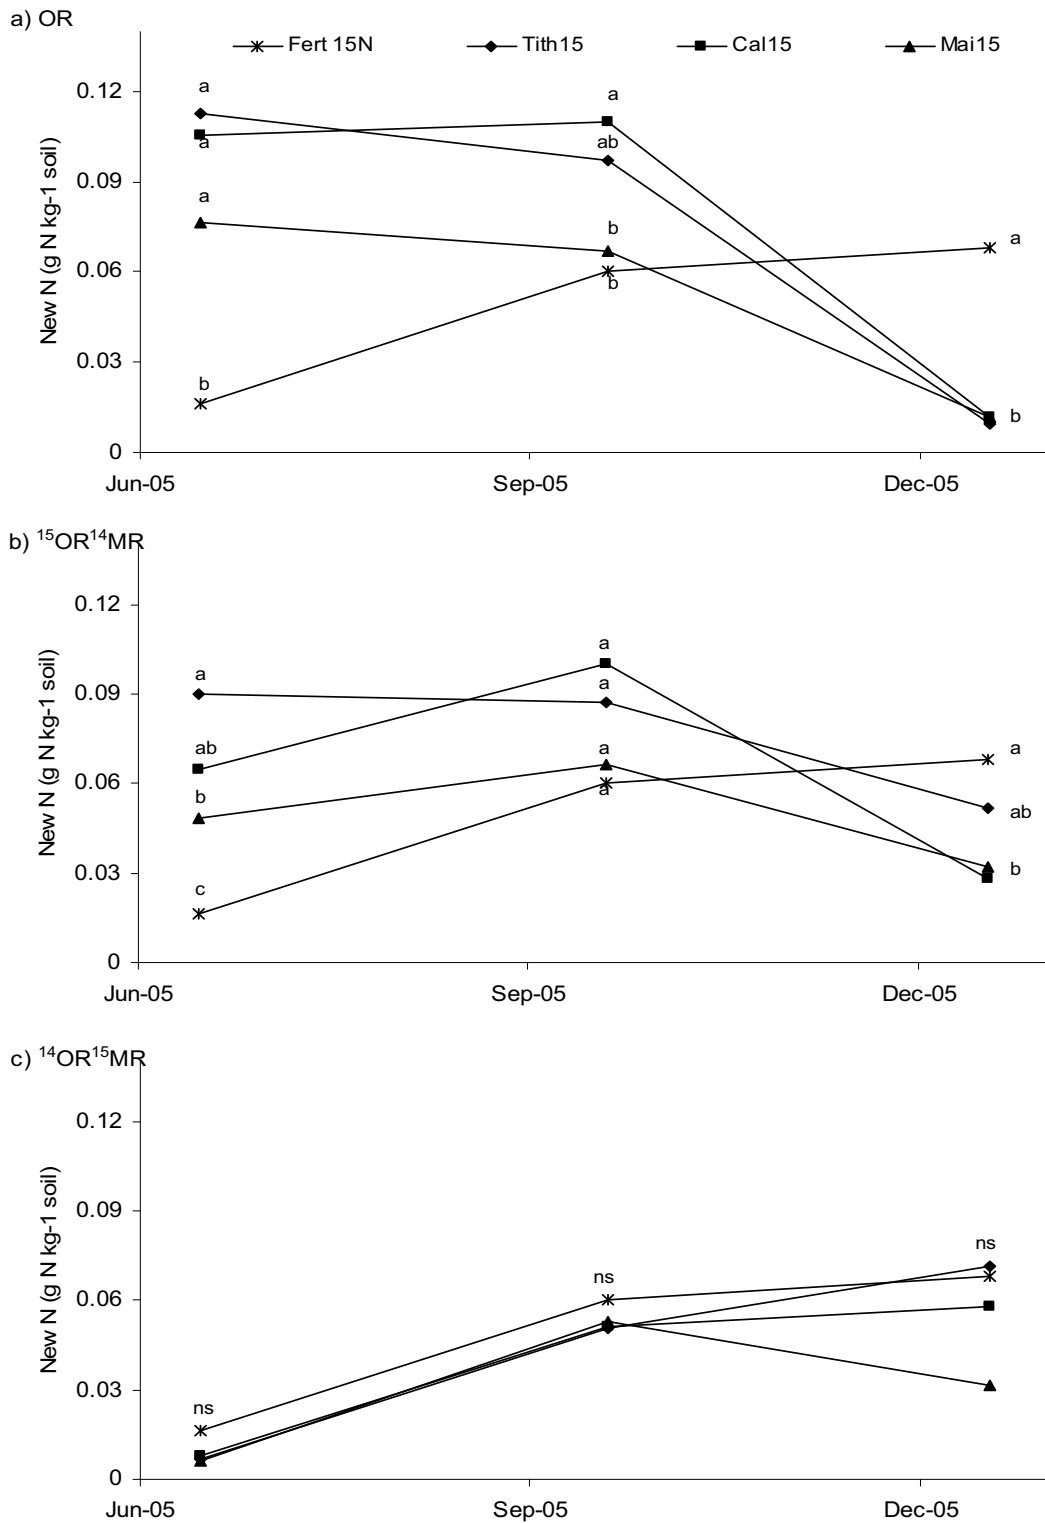 a) OR
Fert 15N Tith15 Cal15 Mai15
New N (g N kg-1 soil)
0.12
0.09
0.06
0.03
0
a
a
a
b
a
ab
b
b
a
b
Jun-05 Sep-05 Dec-05
b) ¹⁵OR¹⁴MR
New N (g N kg-1 soil)
0.12
0.09
0.06
0.03
0
a
ab
b
c
a
a
a
a
a
ab
b
Jun-05 Sep-05 Dec-05
c) ¹⁴OR¹⁵MR
New N (g N kg-1 soil)
0.12
0.09
0.06
0.03
0
ns
ns
ns
Jun-05 Sep-05 Dec-05